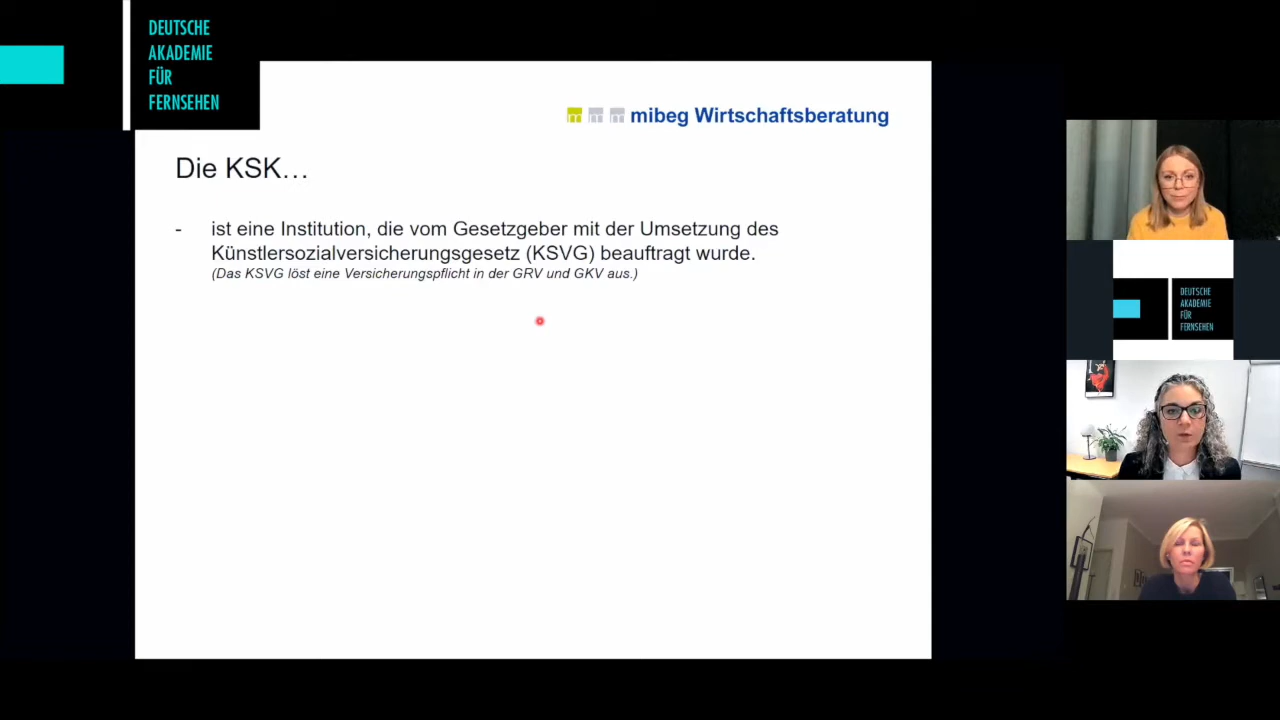 DEUTSCHE
AKADEMIE
FÜR
FERNSEHEN
mibeg Wirtschaftsberatung
Die KSK…
- ist eine Institution, die vom Gesetzgeber mit der Umsetzung des
Künstlersozialversicherungsgesetz (KSVG) beauftragt wurde.
(Das KSVG löst eine Versicherungspflicht in der GRV und GKV aus.)
DEUTSCHE
AKADEMIE
FÜR
FERNSEHEN